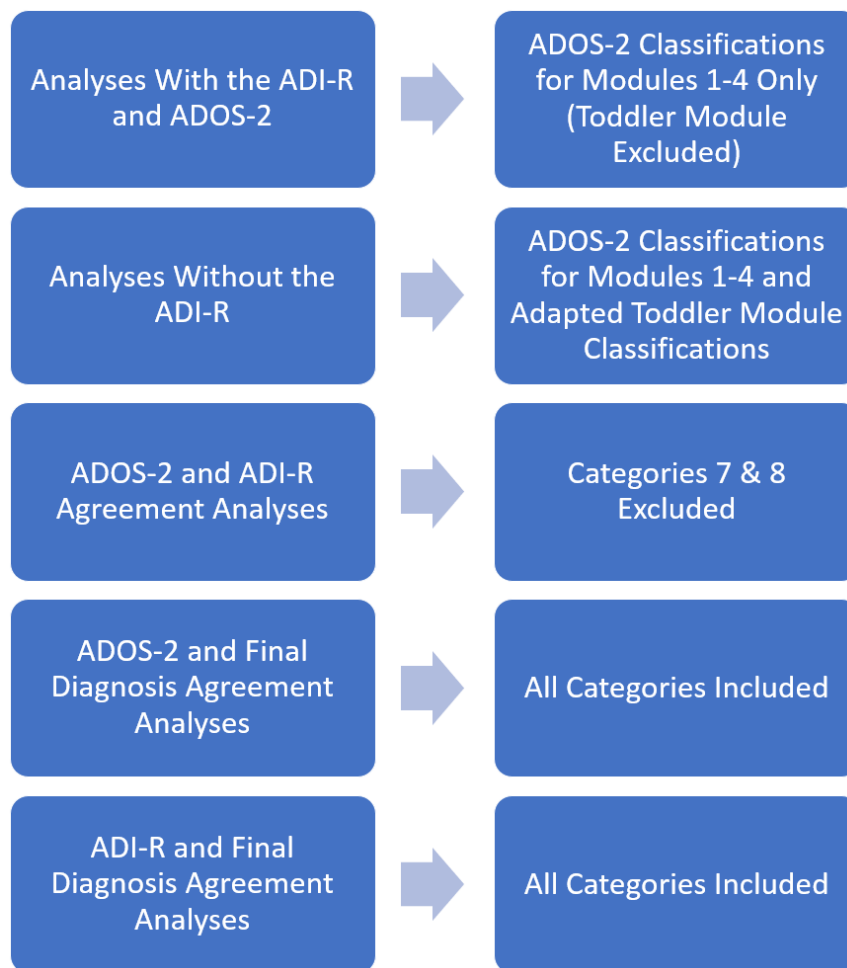 Analyses With the ADI-R
and ADOS-2
ADOS-2 Classifications
for Modules 1-4 Only
(Toddler Module
Excluded)
Analyses Without the
ADI-R
ADOS-2 Classifications
for Modules 1-4 and
Adapted Toddler Module
Classifications
ADOS-2 and ADI-R
Agreement Analyses
Categories 7 & 8
Excluded
ADOS-2 and Final
Diagnosis Agreement
Analyses
All Categories Included
ADI-R and Final
Diagnosis Agreement
Analyses
All Categories Included